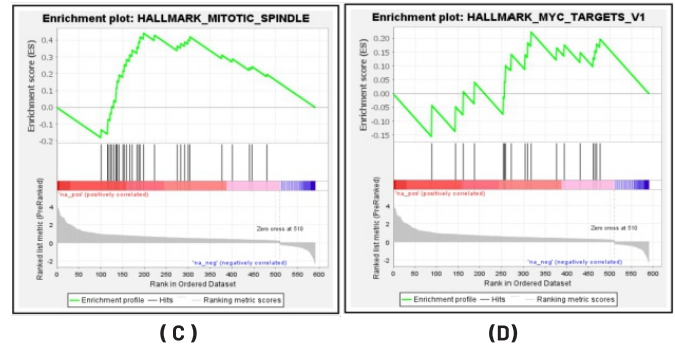 Enrichment plot: HALLMARK_MITOTIC_SPINDLE
Enrichment score (ES)
0.4
0.3
0.2
0.1
0.0
-0.1
-0.2
'na_pos' (positively correlated)
Ranked list metric (PreRanked)
4
2
0
-2
Zero cross at 510
'na_neg' (negatively correlated)
0 50 100 150 200 250 300 350 400 450 500 550 600
Rank in Ordered Dataset
Enrichment profile Hits Ranking metric scores
(C)
Enrichment plot: HALLMARK_MYC_TARGETS_V1
Enrichment score (ES)
0.20
0.15
0.10
0.05
0.00
-0.05
-0.10
-0.15
'na_pos' (positively correlated)
Ranked list metric (PreRanked)
4
2
0
-2
Zero cross at 510
'na_neg' (negatively correlated)
0 50 100 150 200 250 300 350 400 450 500 550 600
Rank in Ordered Dataset
Enrichment profile Hits Ranking metric scores
(D)